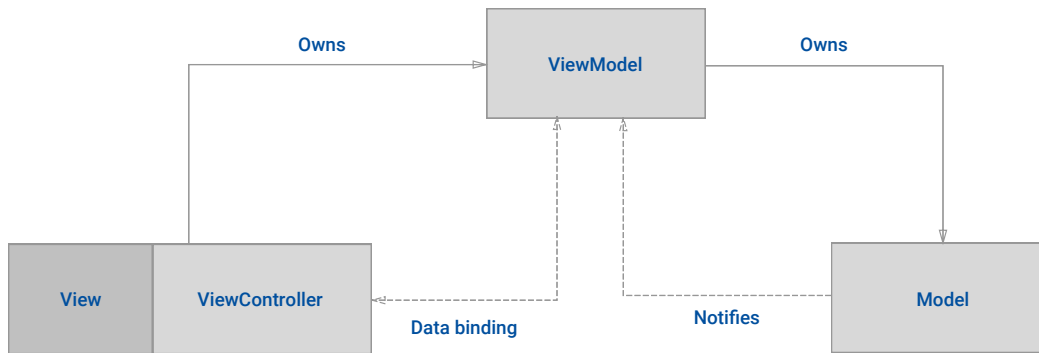 Owns
Owns
ViewModel
View
ViewController
Model
Data binding
Notifies